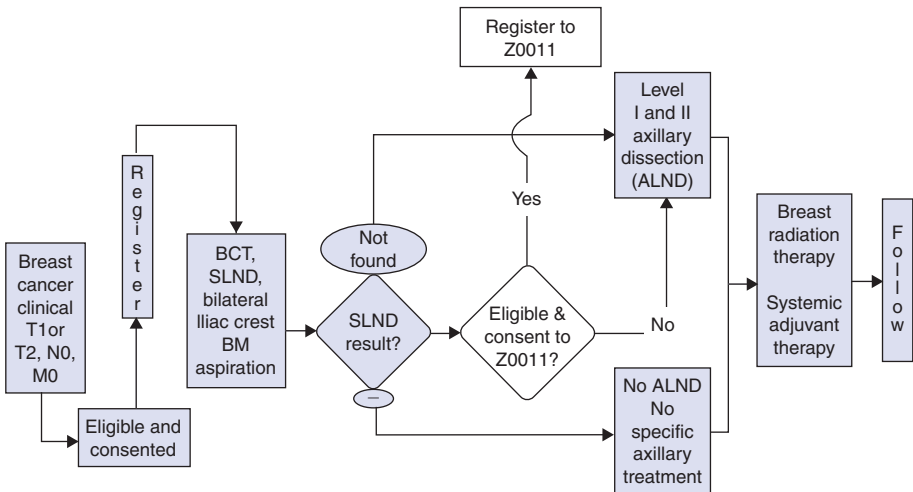 Breast
cancer
clinical
T1or
T2, N0,
M0
Eligible and
consented
Register
BCT,
SLND,
bilateral
Iliac crest
BM
aspiration
Not
found
SLND
result?
–
Eligible &
consent to
Z0011?
Yes
Register to
Z0011
No
Level
I and II
axillary
dissection
(ALND)
No ALND
No
specific
axillary
treatment
Breast
radiation
therapy
Systemic
adjuvant
therapy
Follow